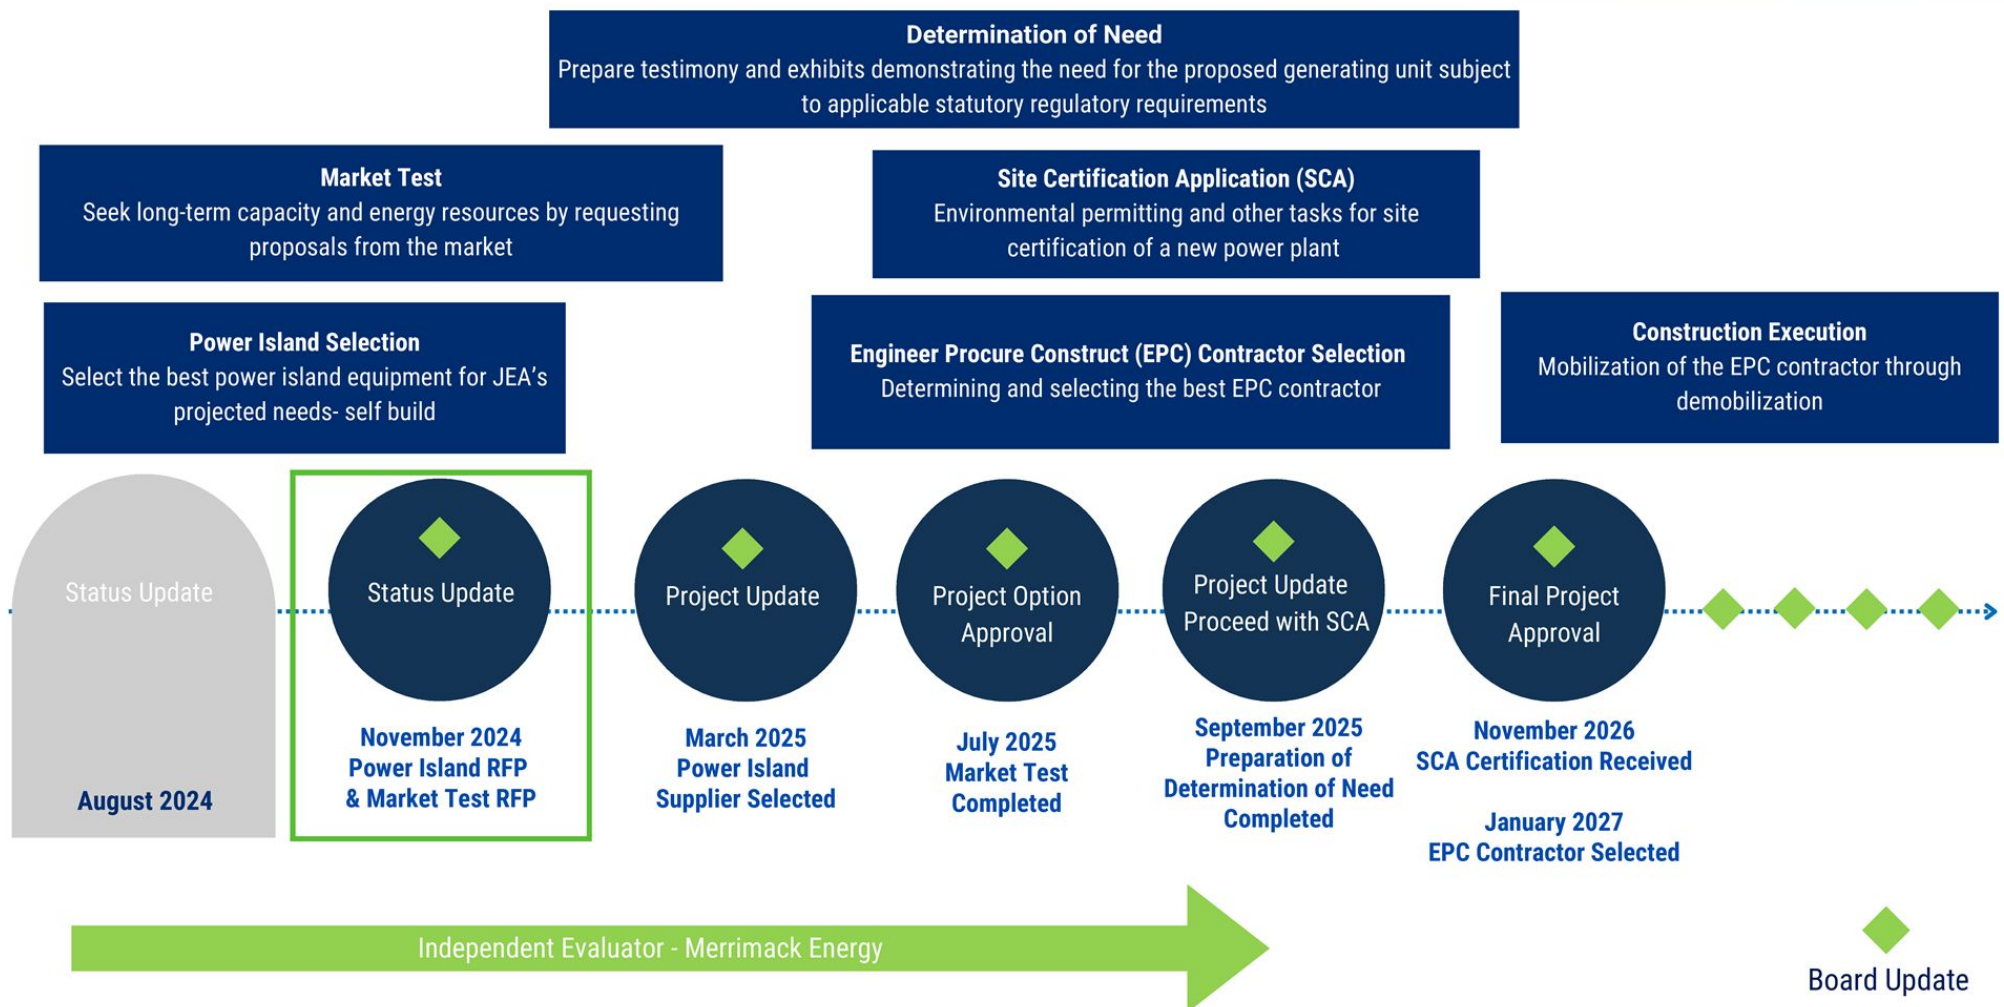 Determination of Need
Prepare testimony and exhibits demonstrating the need for the proposed generating unit subject
to applicable statutory regulatory requirements
Market Test
Seek long-term capacity and energy resources by requesting
proposals from the market
Site Certification Application (SCA)
Environmental permitting and other tasks for site
certification of a new power plant
Power Island Selection
Select the best power island equipment for JEA's
projected needs- self build
Engineer Procure Construct (EPC) Contractor Selection
Determining and selecting the best EPC contractor
Construction Execution
Mobilization of the EPC contractor through
demobilization
Status Update
August 2024
Status Update
November 2024
Power Island RFP
& Market Test RFP
Project Update
March 2025
Power Island
Supplier Selected
Project Option
Approval
July 2025
Market Test
Completed
Project Update
Proceed with SCA
September 2025
Preparation of
Determination of Need
Completed
Final Project
Approval
November 2026
SCA Certification Received
January 2027
EPC Contractor Selected
Independent Evaluator - Merrimack Energy
Board Update